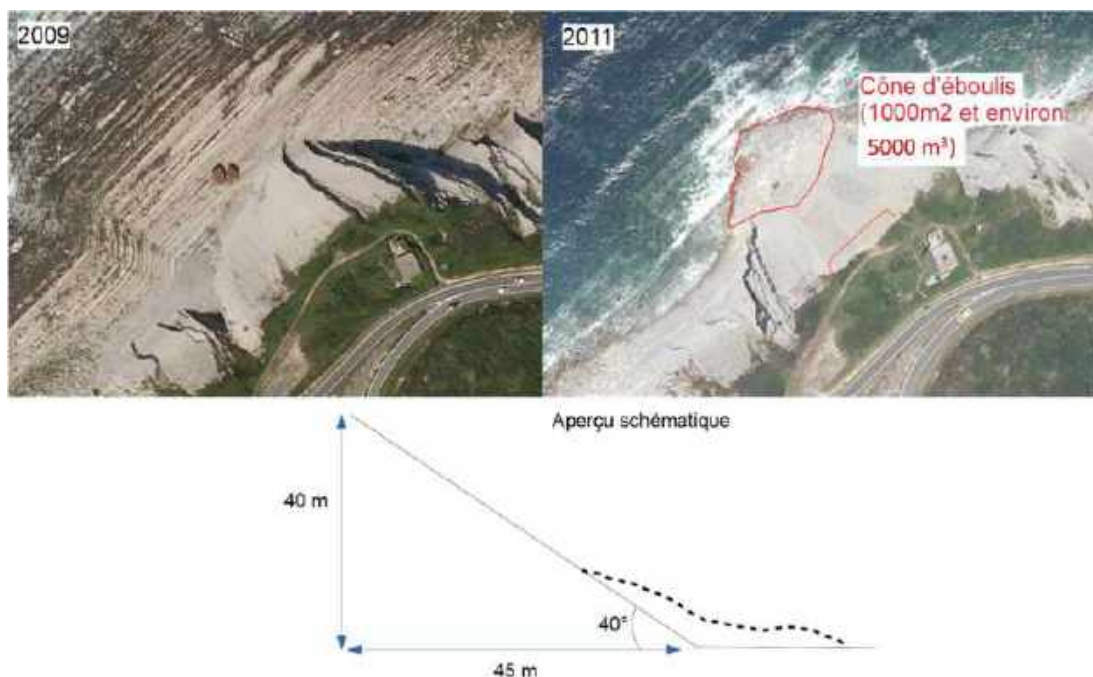 2009
2011
Cône d'éboulis
(1000m2 et environ
5000 m³)
Aperçu schématique
40 m
40°
45 m